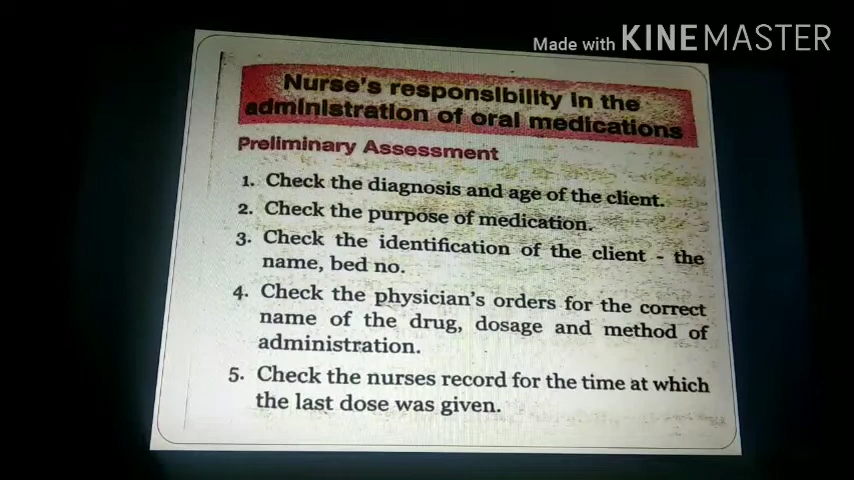 Made with KINEMASTER
Nurse's responsibility in the
administration of oral medications
Preliminary Assessment
1. Check the diagnosis and age of the client.
2. Check the purpose of medication.
3. Check the identification of the client - the
name, bed no.
4. Check the physician's orders for the correct
name of the drug, dosage and method of
administration.
5. Check the nurses record for the time at which
the last dose was given.